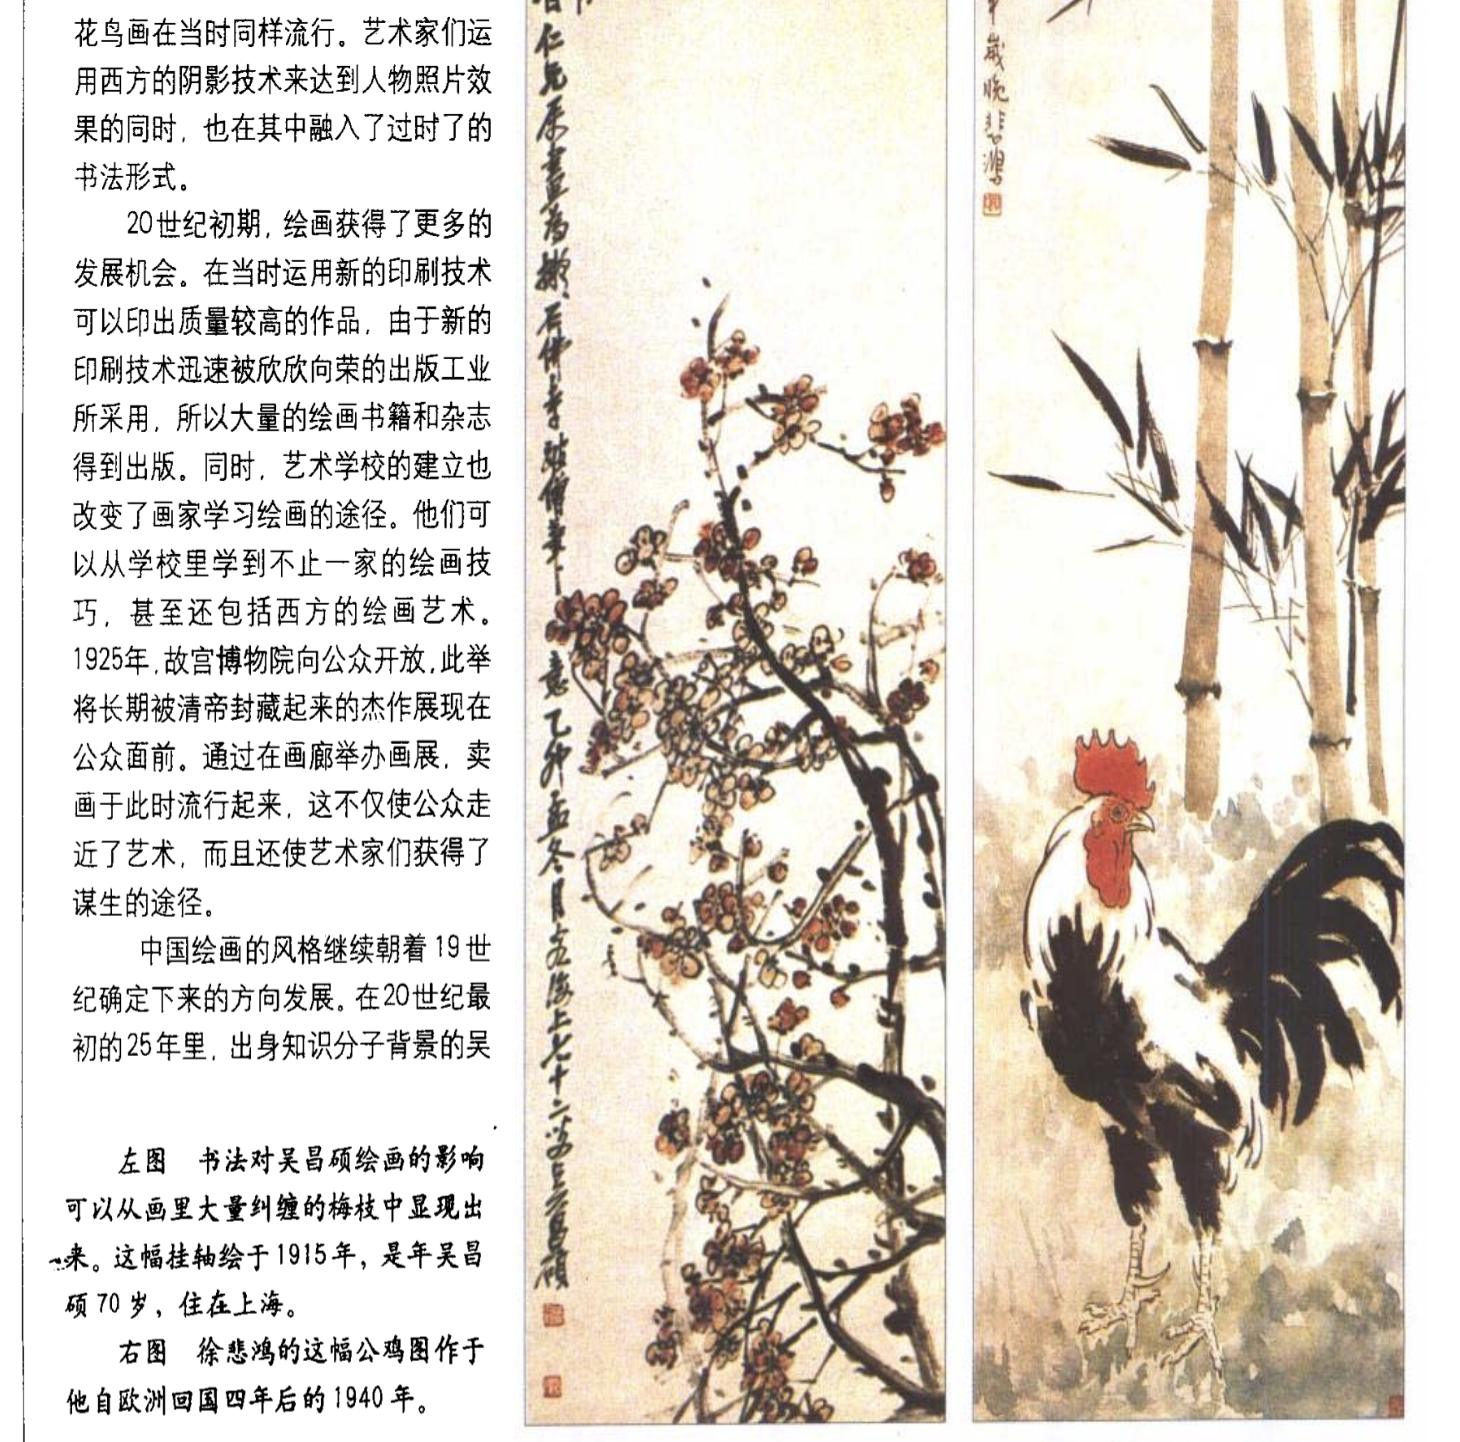 花鸟画在当时同样流行。艺术家们运
用西方的阴影技术来达到人物照片效
果的同时，也在其中融入了过时了的
书法形式。
20世纪初期，绘画获得了更多的
发展机会。在当时运用新的印刷技术
可以印出质量较高的作品，由于新的
印刷技术迅速被欣欣向荣的出版工业
所采用，所以大量的绘画书籍和杂志
得到出版。同时，艺术学校的建立也
改变了画家学习绘画的途径。他们可
以从学校里学到不止一家的绘画技
巧，甚至还包括西方的绘画艺术。
1925年，故宫博物院向公众开放，此举
将长期被清帝封藏起来的杰作展现在
公众面前。通过在画廊举办画展，卖
画于此时流行起来，这不仅使公众走
近了艺术，而且还使艺术家们获得了
谋生的途径。
中国绘画的风格继续朝着19世
纪确定下来的方向发展。在20世纪最
初的25年里，出身知识分子背景的吴
左图　书法对吴昌硕绘画的影响
可以从画里大量纠缠的梅枝中显现出
来。这幅挂轴绘于1915年，是年吴昌
硕70岁，住在上海。
右图　徐悲鸿的这幅公鸡图作于
他自欧洲回国四年后的1940年。
仁兄属画为拟石佛
意乙卯孟冬月
海上七十二
昌硕
岁晚悲鸿